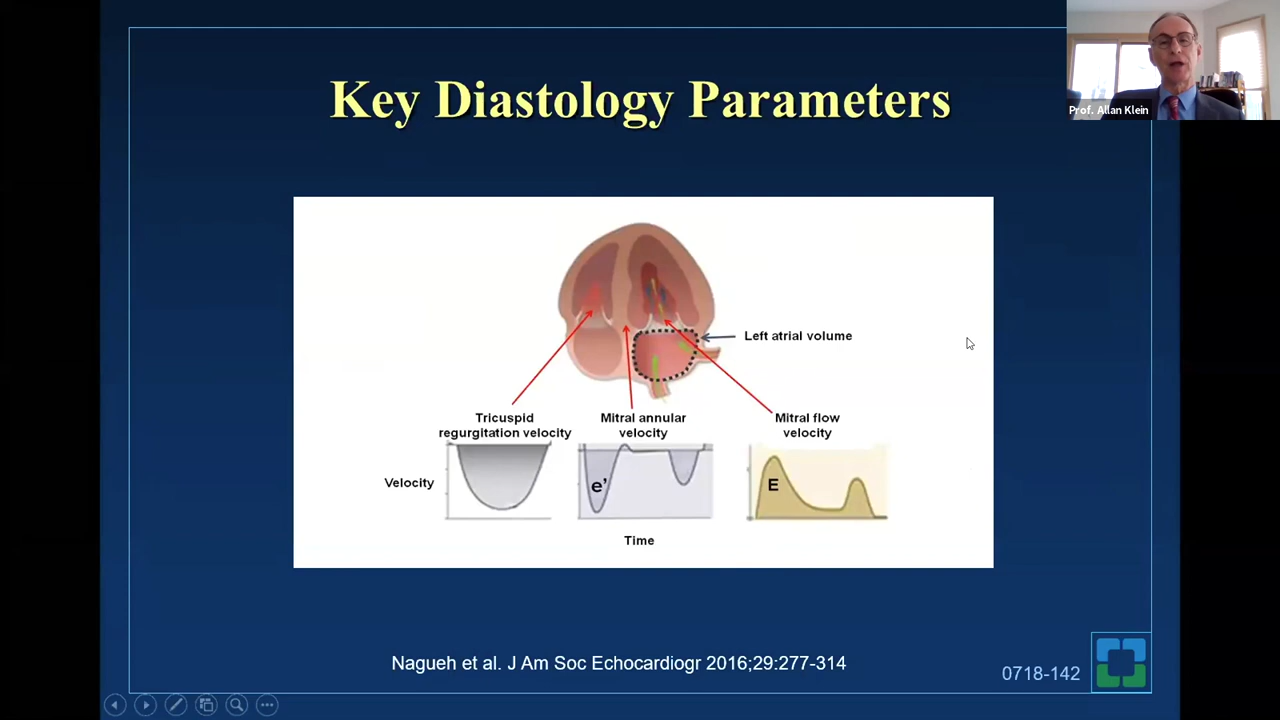 Prof. Allan Klein
Key Diastology Parameters
Left atrial volume
Tricuspid
regurgitation velocity
Mitral annular
velocity
Mitral flow
velocity
Velocity
e’
E
Time
Nagueh et al. J Am Soc Echocardiogr 2016;29:277-314
0718-142